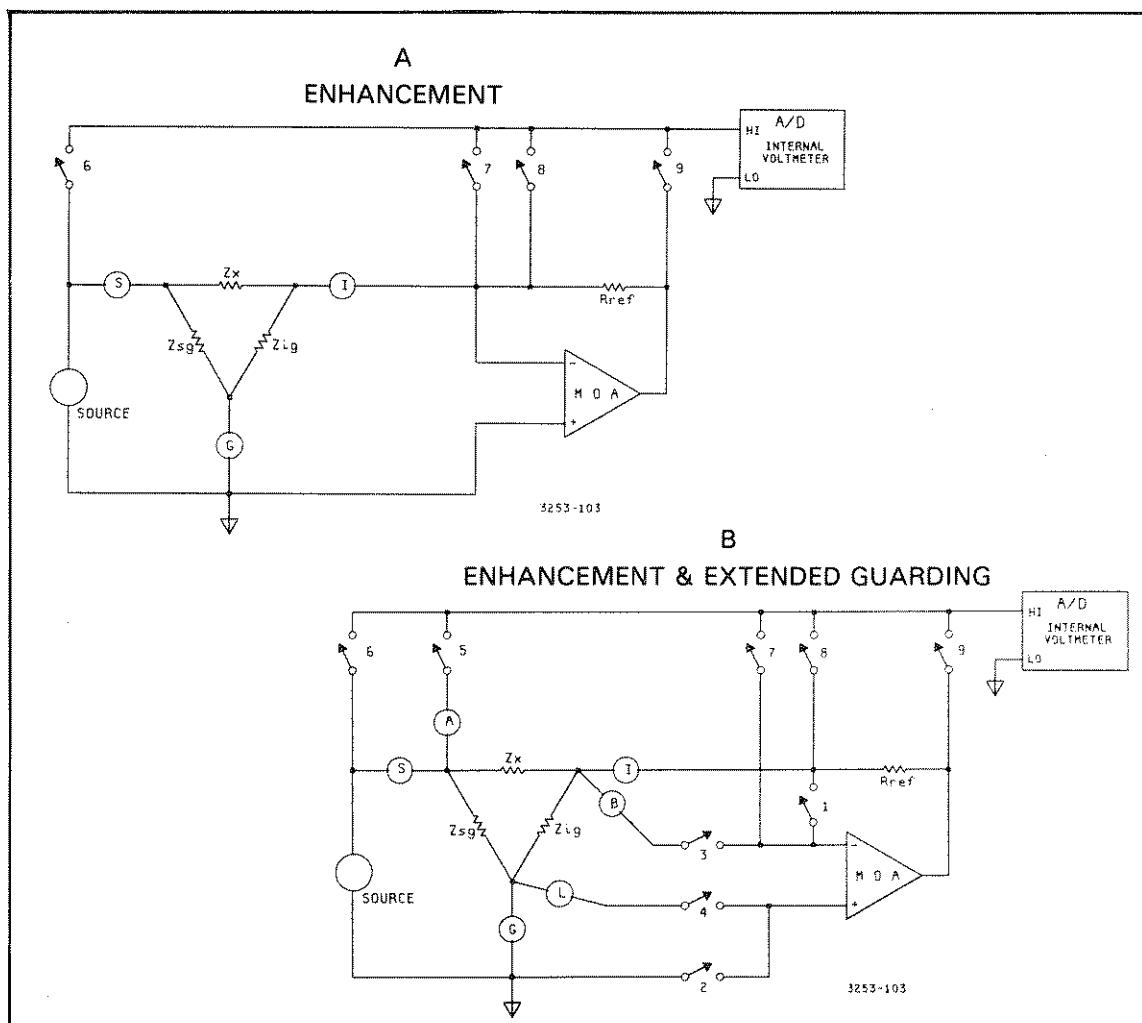 A
ENHANCEMENT
HI A/D
INTERNAL
VOLTMETER
LO
6
7
8
9
S
Zx
I
Rref
Zsg
Zig
MOA
-
+
SOURCE
G
3253-103
B
ENHANCEMENT & EXTENDED GUARDING
HI A/D
INTERNAL
VOLTMETER
LO
6
5
7
8
9
A
S
Zx
I
Rref
B
1
Zsg
Zig
3
-
MOA
+
SOURCE
L
4
G
2
3253-103